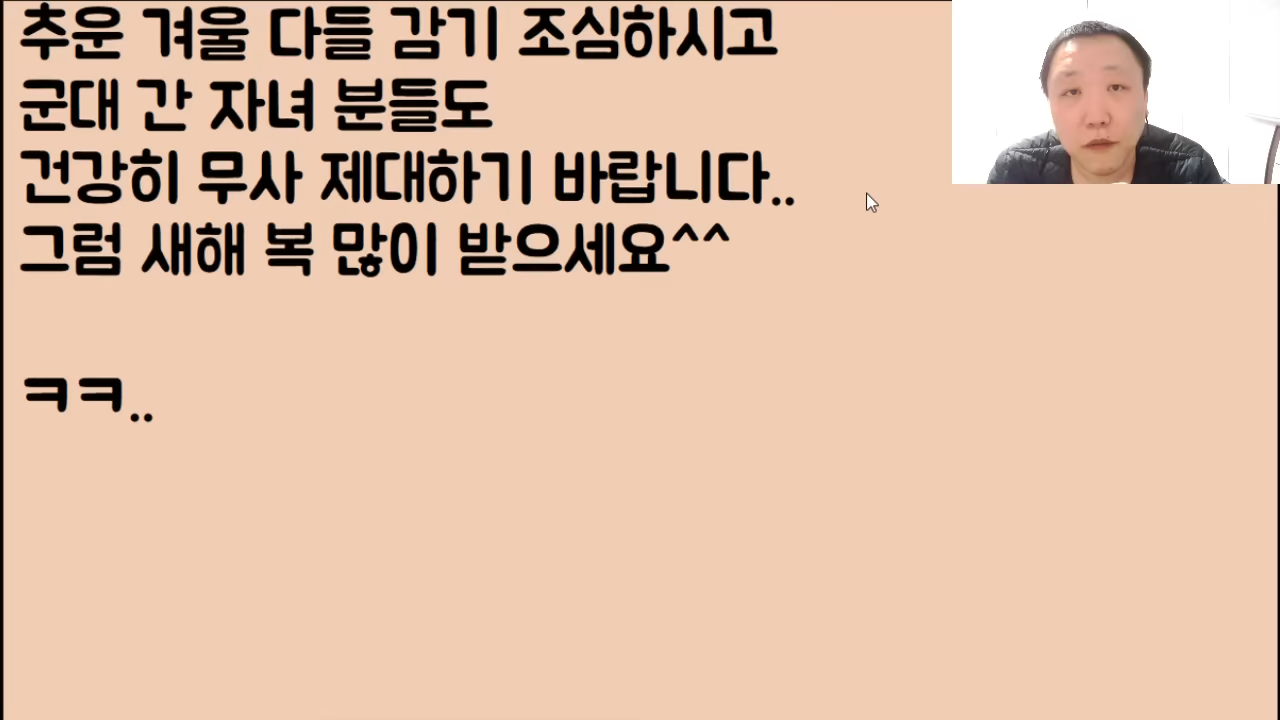 추운 겨울 다들 감기 조심하시고
군대 간 자녀 분들도
건강히 무사 제대하기 바랍니다..
그럼 새해 복 많이 받으세요^^
ㅋㅋ..